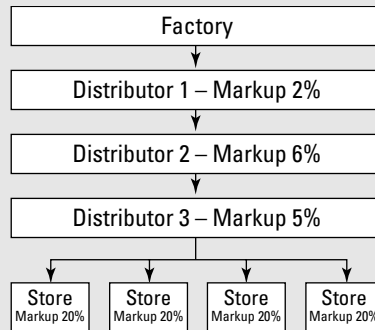 Factory
Distributor 1 – Markup 2%
Distributor 2 – Markup 6%
Distributor 3 – Markup 5%
Store
Markup 20%
Store
Markup 20%
Store
Markup 20%
Store
Markup 20%